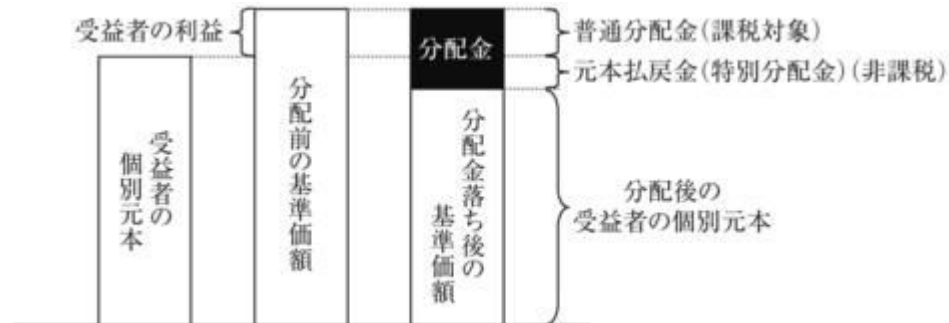 受益者の利益
分配金
普通分配金(課税対象)
元本払戻金(特別分配金)(非課税)
受益者の
個別元本
分配前の基準価額
分配金落ち後の
基準価額
分配後の
受益者の個別元本